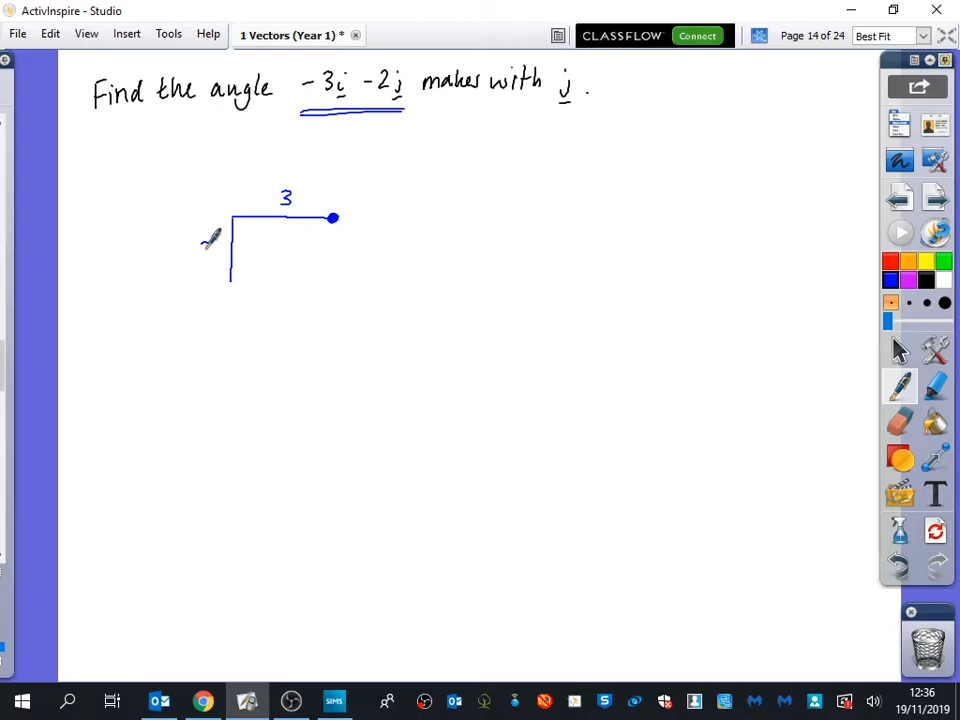 ActivInspire - Studio
File Edit View Insert Tools Help
1 Vectors (Year 1) *
CLASSFLOW Connect
Page 14 of 24
Best Fit
Find the angle -3i -2j makes with j .
3
T
SIMS
12:36
19/11/2019